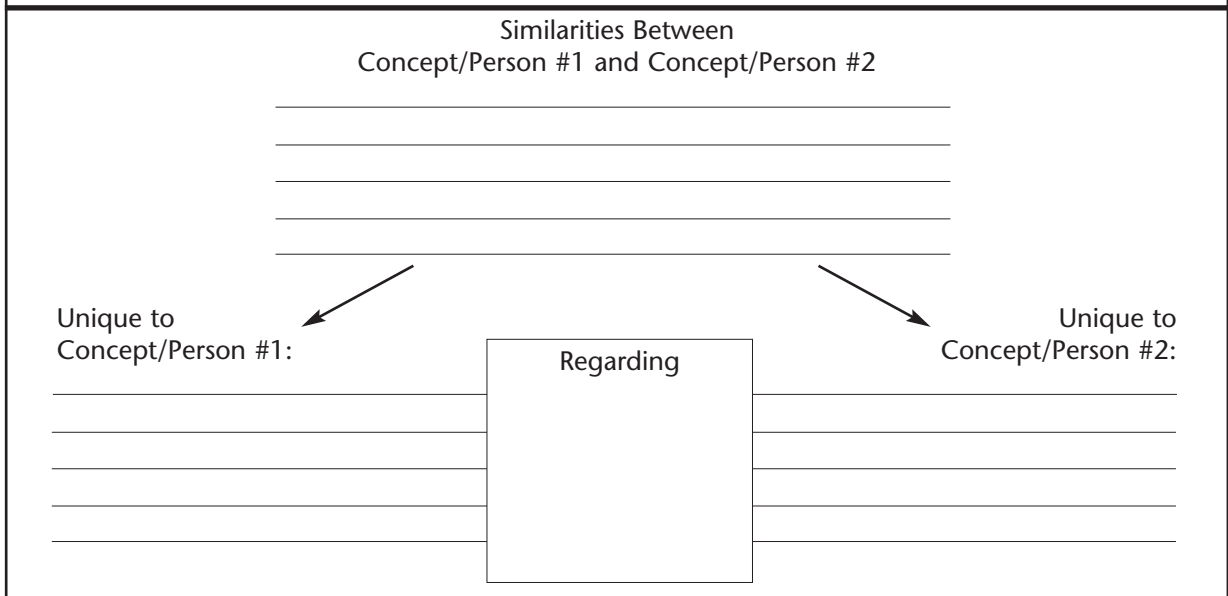 Similarities Between
Concept/Person #1 and Concept/Person #2
Unique to
Concept/Person #1:
Regarding
Unique to
Concept/Person #2: